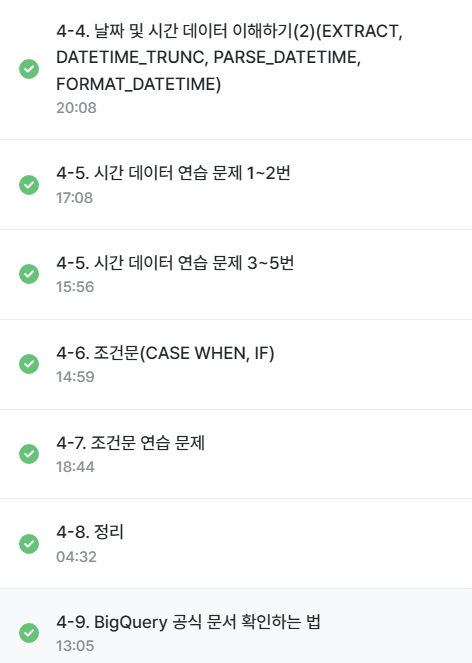 4-4. 날짜 및 시간 데이터 이해하기(2)(EXTRACT,
DATETIME_TRUNC, PARSE_DATETIME,
FORMAT_DATETIME)
20:08
4-5. 시간 데이터 연습 문제 1~2번
17:08
4-5. 시간 데이터 연습 문제 3~5번
15:56
4-6. 조건문(CASE WHEN, IF)
14:59
4-7. 조건문 연습 문제
18:44
4-8. 정리
04:32
4-9. BigQuery 공식 문서 확인하는 법
13:05